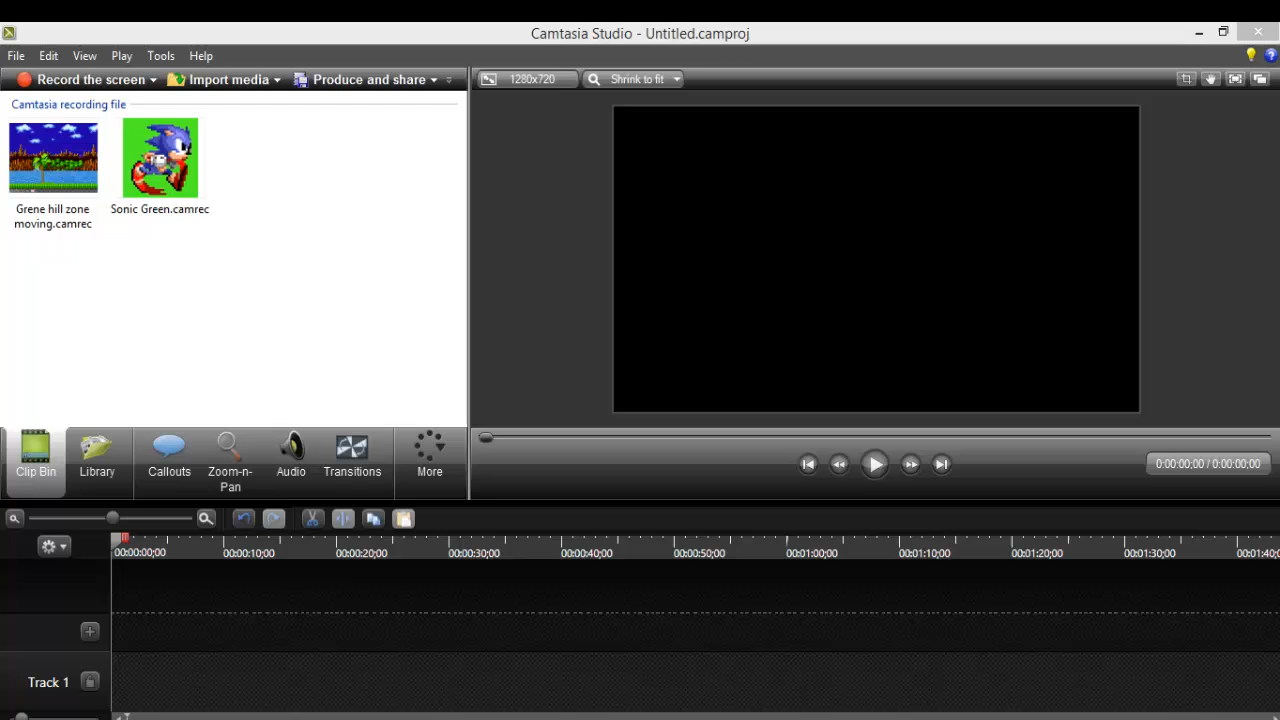 Camtasia Studio - Untitled.camproj
File Edit View Play Tools Help
Record the screen Import media Produce and share 1280x720 Shrink to fit
Camtasia recording file
Grene hill zone
moving.camrec
Sonic Green.camrec
Clip Bin Library Callouts Zoom-n-
Pan
Audio Transitions More
0:00:00;00 / 0:00:00;00
00:00:00;00 00:00:10;00 00:00:20;00 00:00:30;00 00:00:40;00 00:00:50;00 00:01:00;00 00:01:10;00 00:01:20;00 00:01:30;00 00:01:40;
Track 1